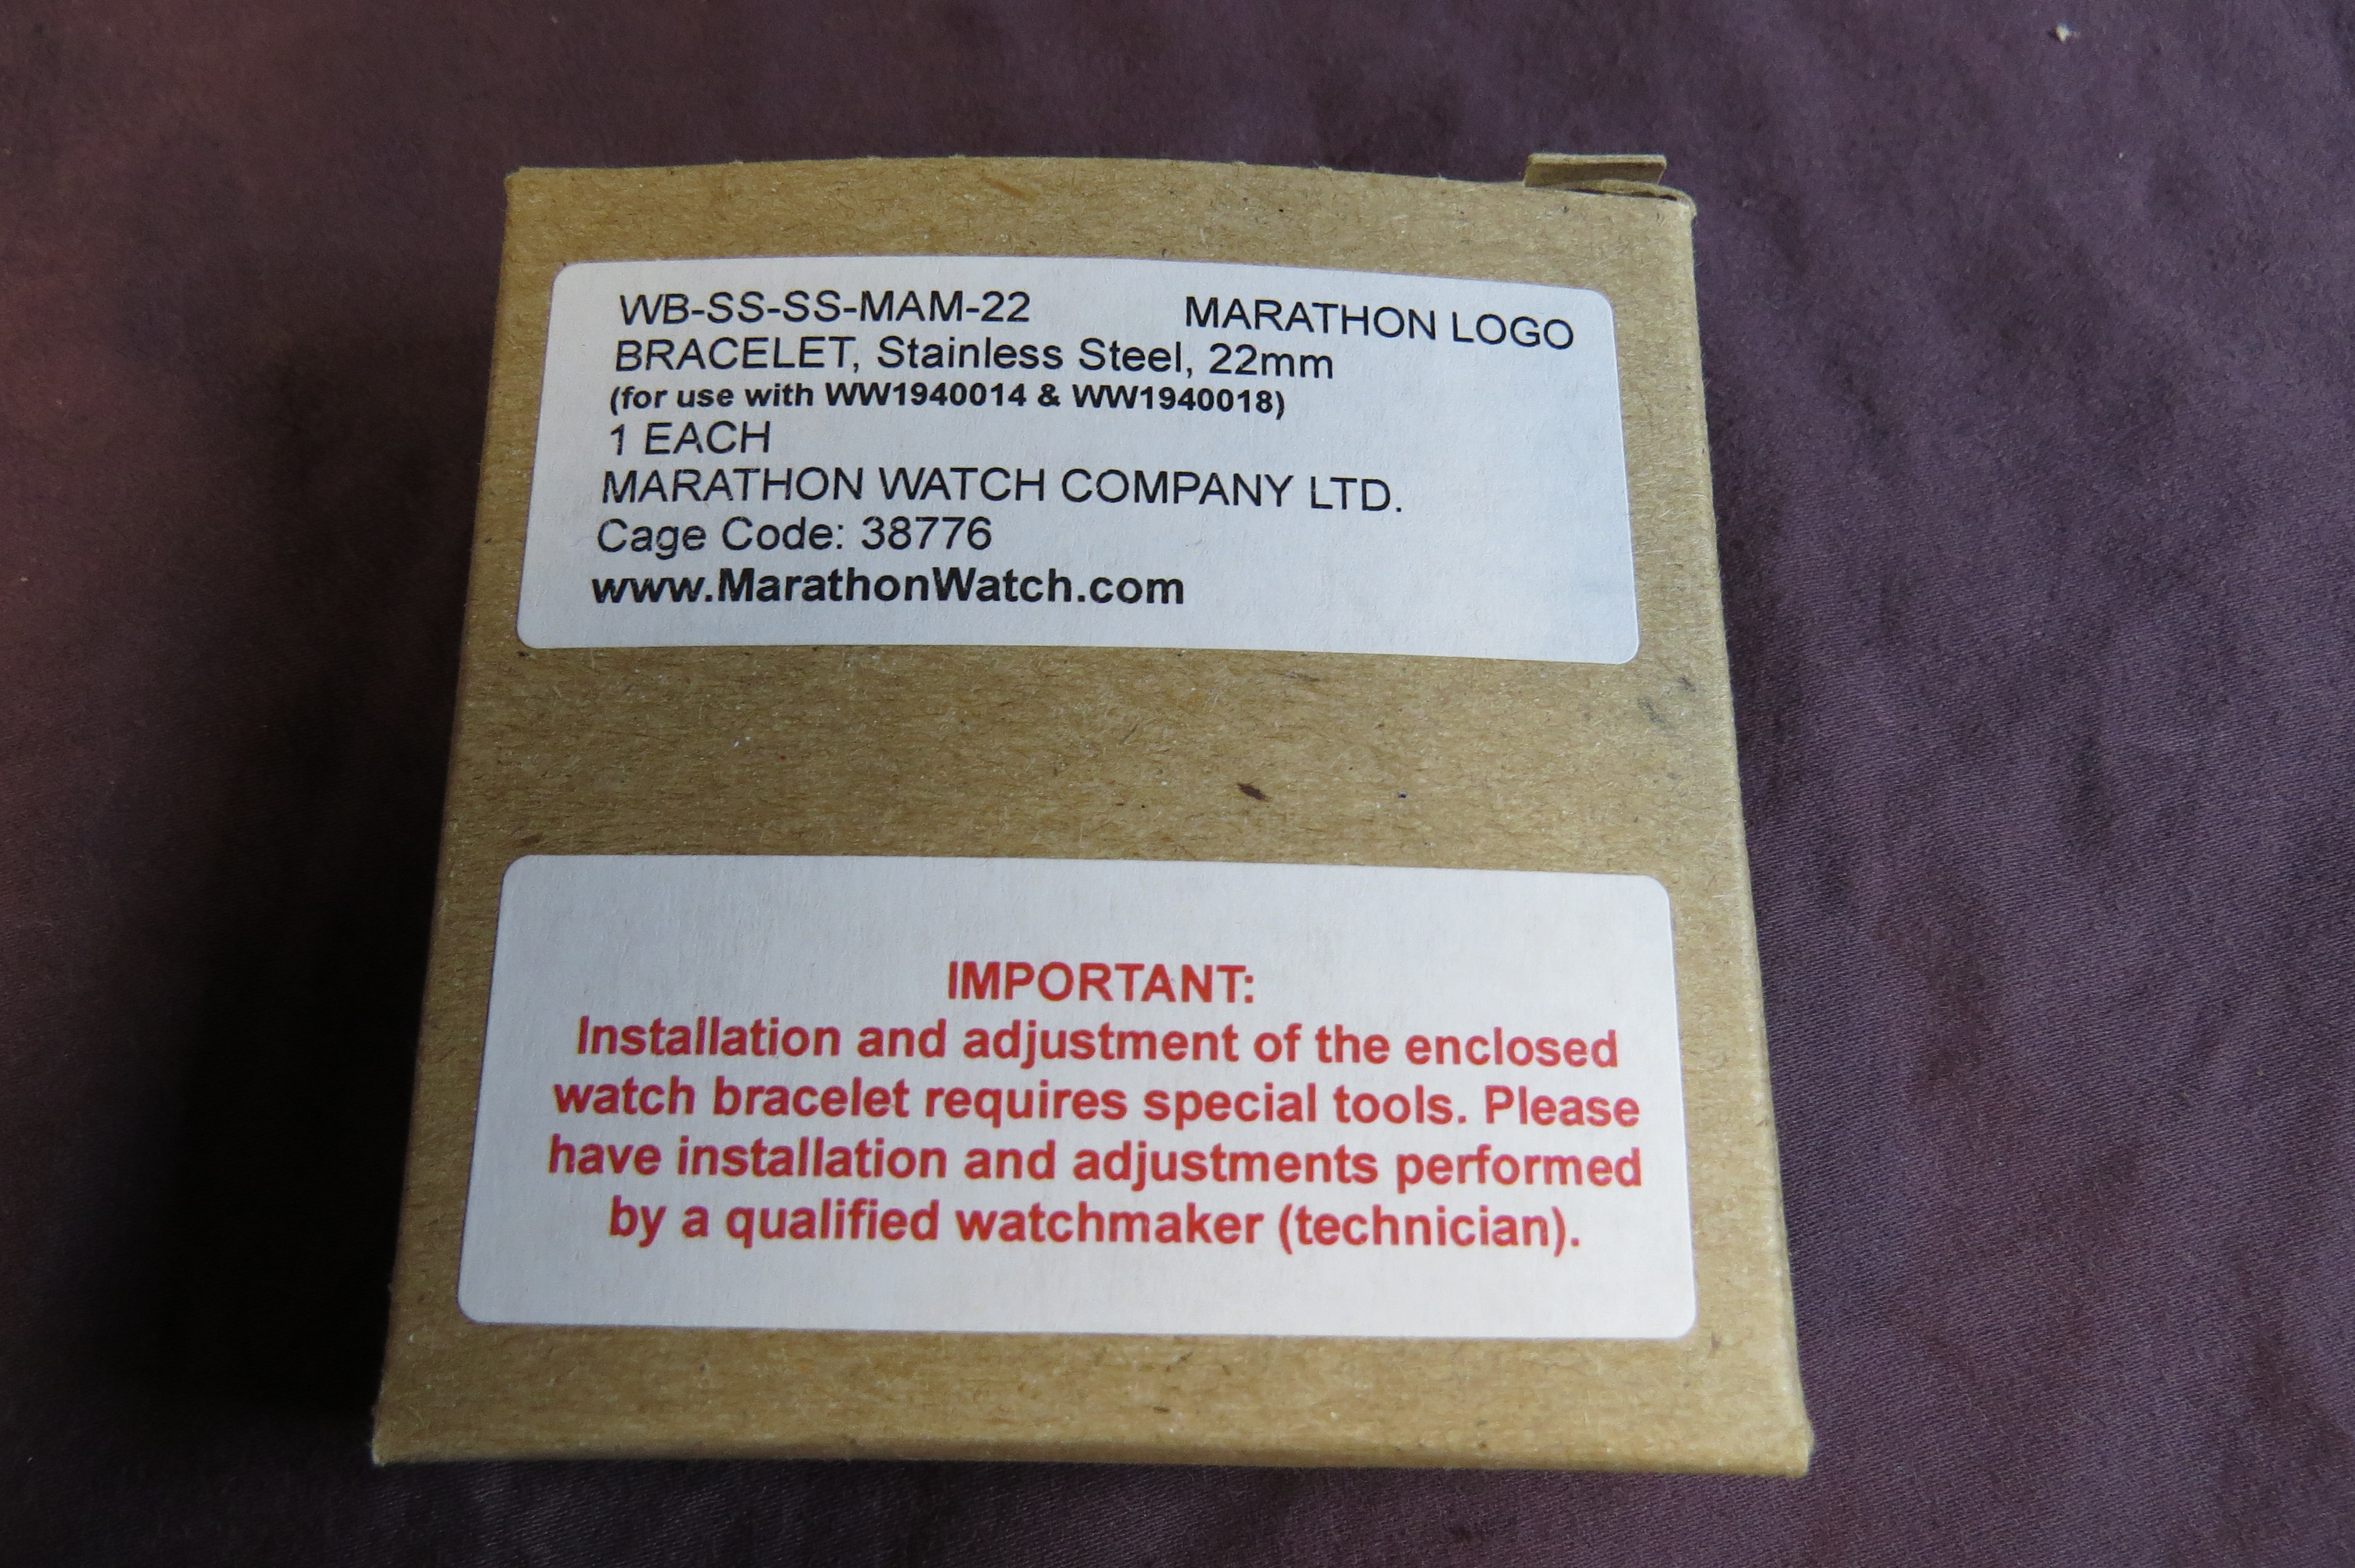 WB-SS-SS-MAM-22 MARATHON LOGO
BRACELET, Stainless Steel, 22mm
(for use with WW1940014 & WW1940018)
1 EACH
MARATHON WATCH COMPANY LTD.
Cage Code: 38776
www.MarathonWatch.com
IMPORTANT:
Installation and adjustment of the enclosed
watch bracelet requires special tools. Please
have installation and adjustments performed
by a qualified watchmaker (technician).